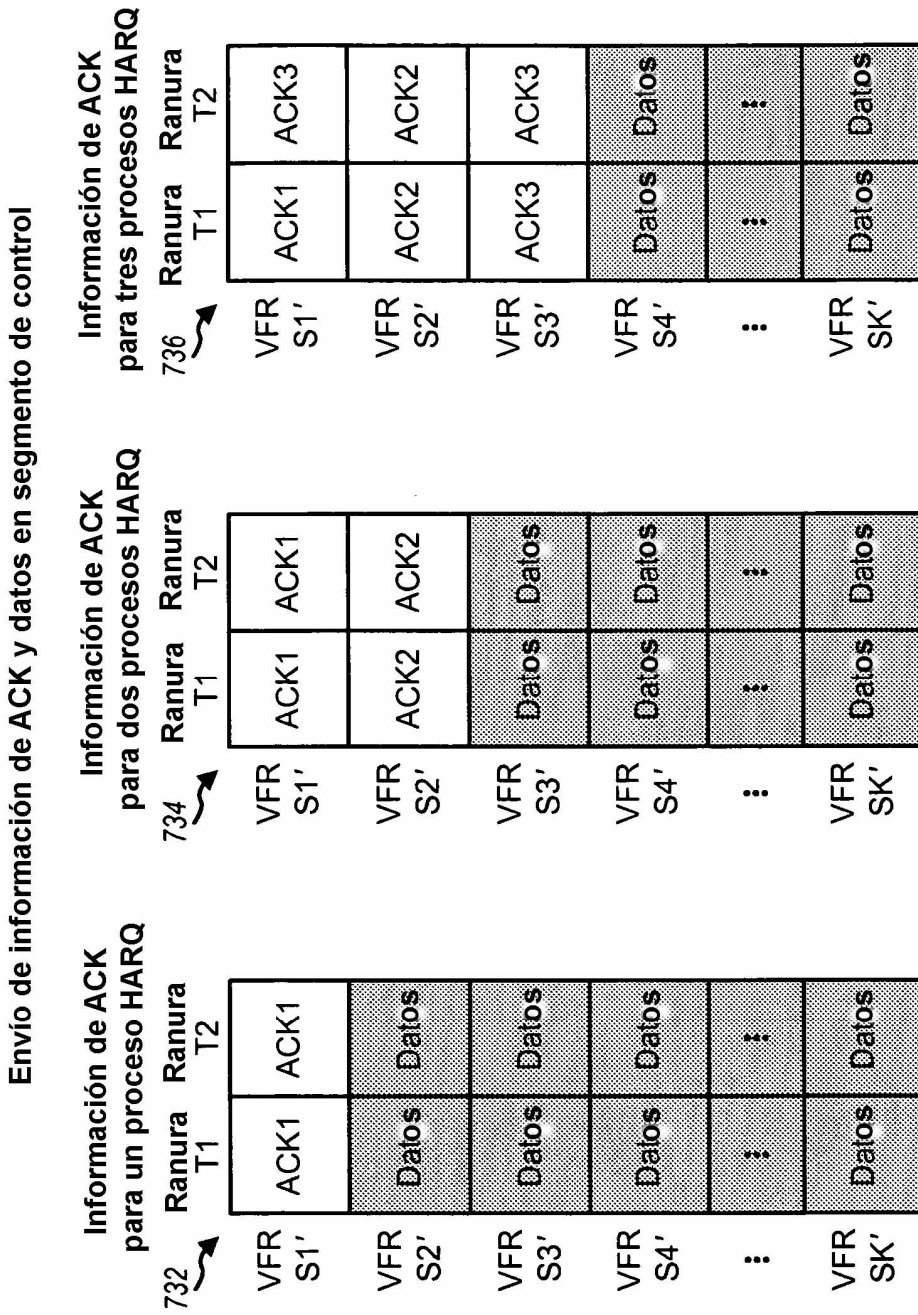 Envío de información de ACK y datos en segmento de control
Información de ACK
para un proceso HARQ
732
Ranura T1 Ranura T2
VFR S1' ACK1 ACK1
VFR S2' Datos Datos
VFR S3' Datos Datos
VFR S4' Datos Datos
... ... ...
VFR SK' Datos Datos
Información de ACK
para dos procesos HARQ
734
Ranura T1 Ranura T2
VFR S1' ACK1 ACK1
VFR S2' ACK2 ACK2
VFR S3' Datos Datos
VFR S4' Datos Datos
... ... ...
VFR SK' Datos Datos
Información de ACK
para tres procesos HARQ
736
Ranura T1 Ranura T2
VFR S1' ACK1 ACK3
VFR S2' ACK2 ACK2
VFR S3' ACK3 ACK3
VFR S4' Datos Datos
... ... ...
VFR SK' Datos Datos